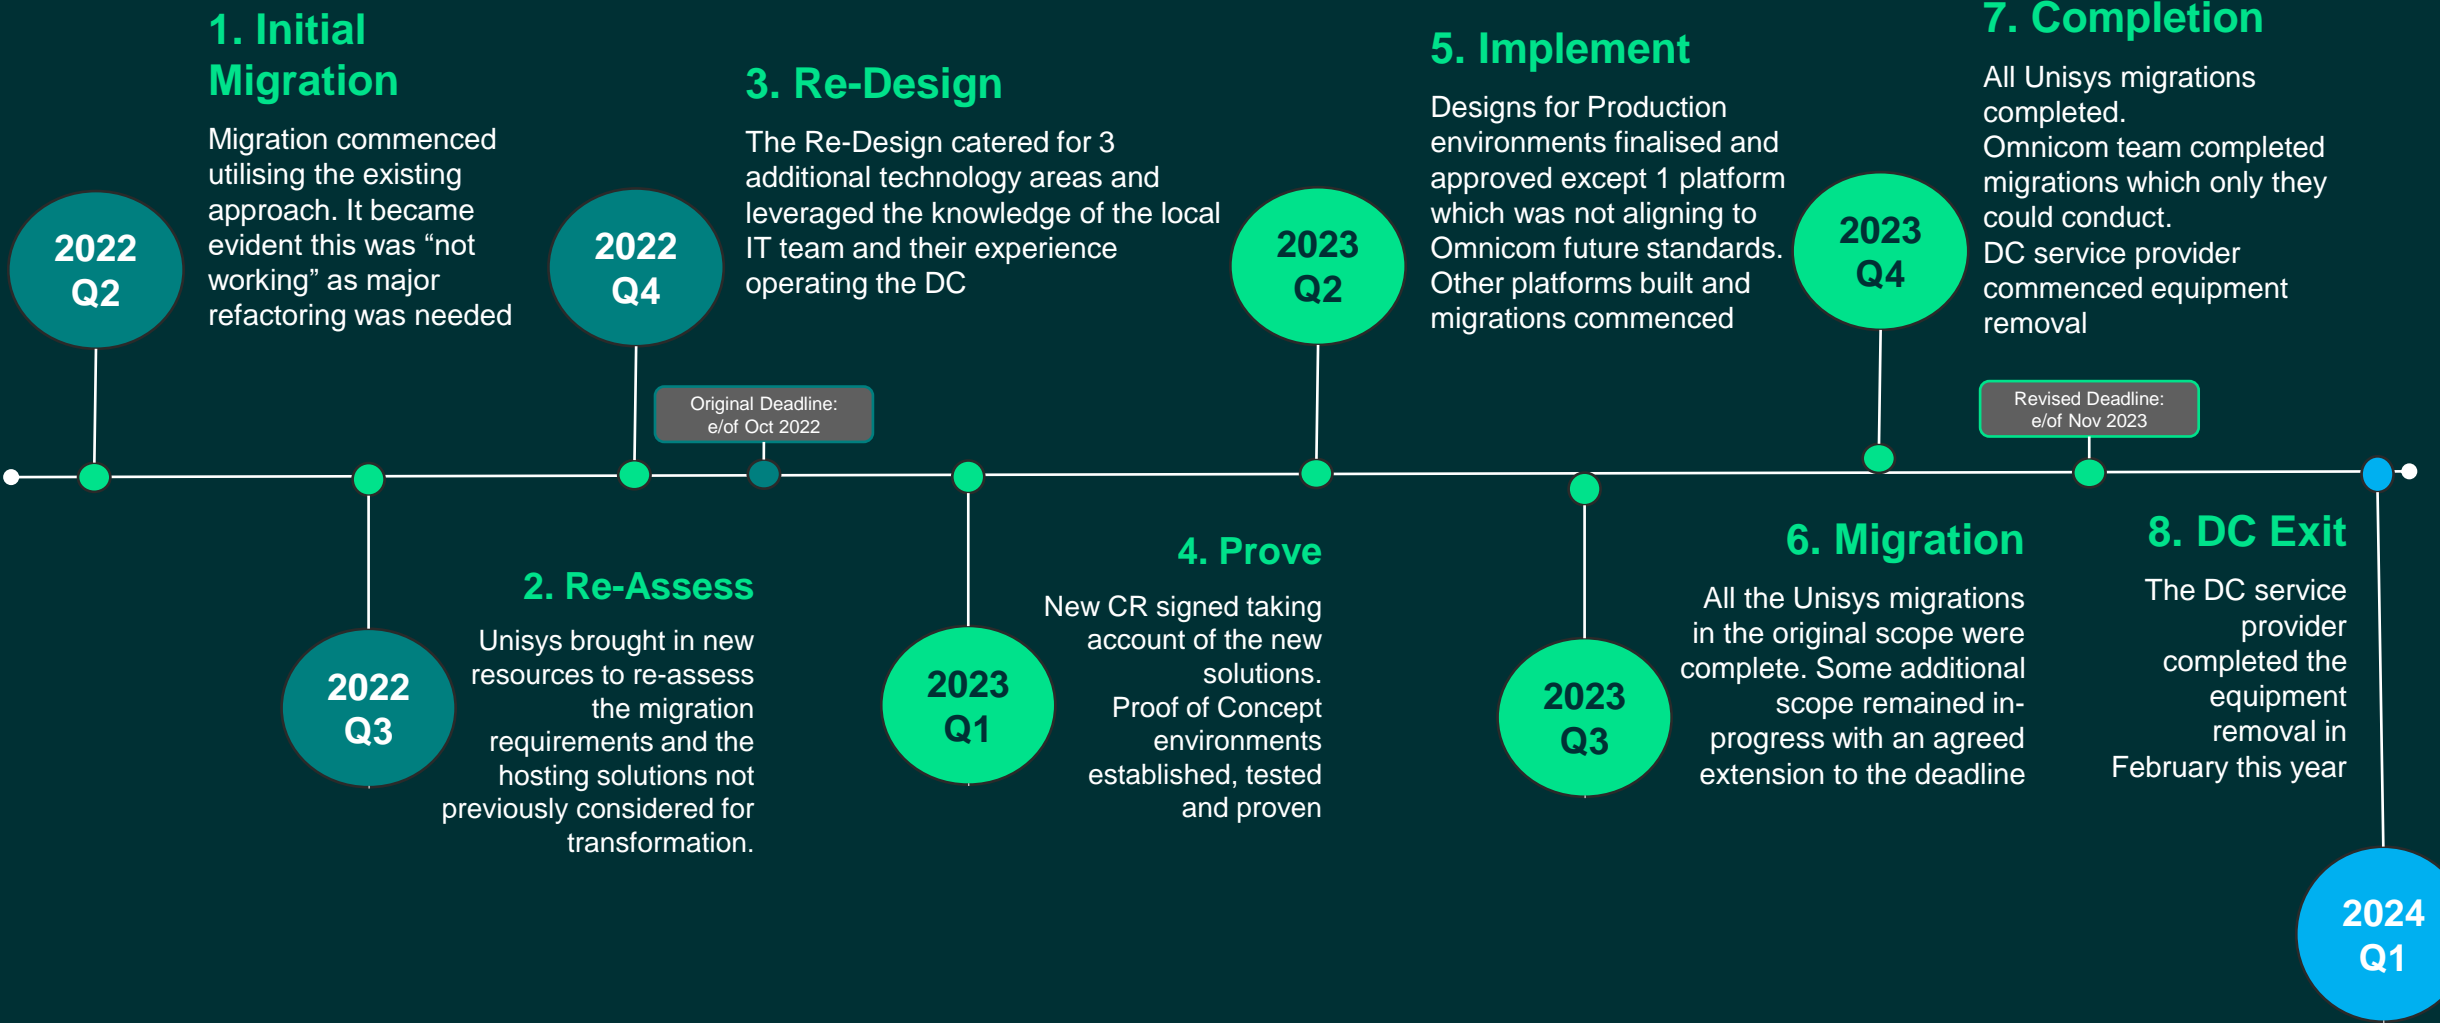 1. Initial
Migration
Migration commenced
utilising the existing
approach. It became
evident this was “not
working” as major
refactoring was needed
2022
Q2
3. Re-Design
The Re-Design catered for 3
additional technology areas and
leveraged the knowledge of the local
IT team and their experience
operating the DC
2022
Q4
5. Implement
Designs for Production
environments finalised and
approved except 1 platform
which was not aligning to
Omnicom future standards.
Other platforms built and
migrations commenced
2023
Q2
7. Completion
All Unisys migrations
completed.
Omnicom team completed
migrations which only they
could conduct.
DC service provider
commenced equipment
removal
2023
Q4
Original Deadline:
e/of Oct 2022
Revised Deadline:
e/of Nov 2023
2. Re-Assess
Unisys brought in new
resources to re-assess
the migration
requirements and the
hosting solutions not
previously considered for
transformation.
2022
Q3
4. Prove
New CR signed taking
account of the new
solutions.
Proof of Concept
environments
established, tested
and proven
2023
Q1
6. Migration
All the Unisys migrations
in the original scope were
complete. Some additional
scope remained in-
progress with an agreed
extension to the deadline
2023
Q3
8. DC Exit
The DC service
provider
completed the
equipment
removal in
February this year
2024
Q1